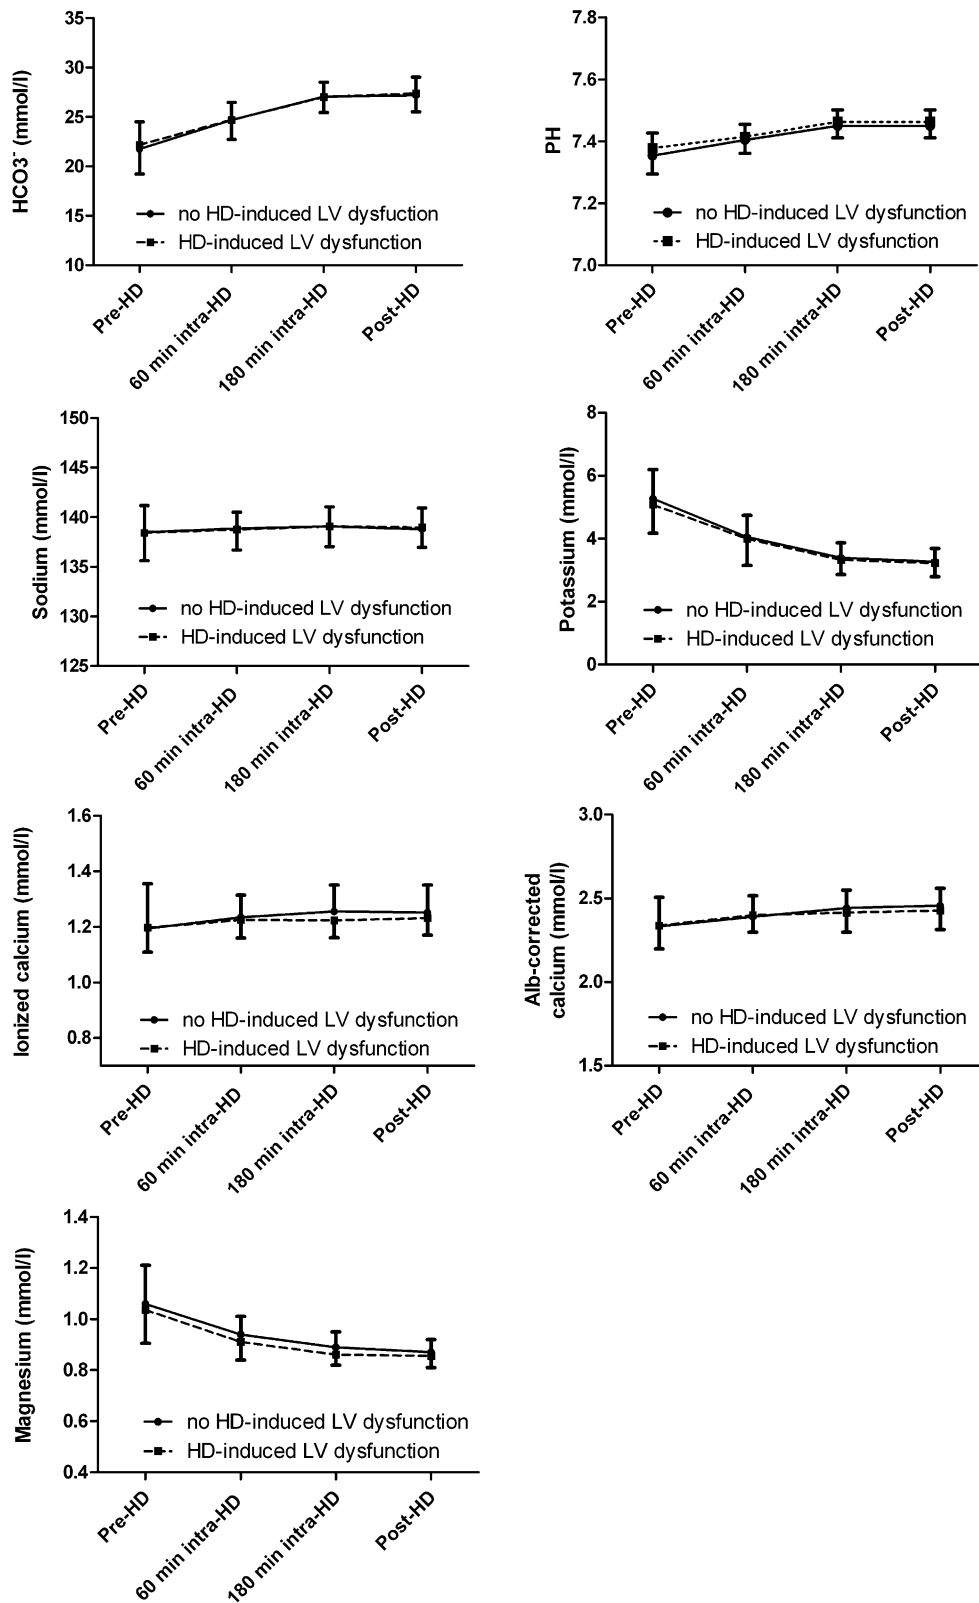 HCO3⁻ (mmol/l)
35
30
25
20
15
10
no HD-induced LV dysfuction
HD-induced LV dysfunction
Pre-HD
60 min intra-HD
180 min intra-HD
Post-HD
PH
7.8
7.6
7.4
7.2
7.0
no HD-induced LV dysfunction
HD-induced LV dysfunction
Pre-HD
60 min intra-HD
180 min intra-HD
Post-HD
Sodium (mmol/l)
150
145
140
135
130
125
no HD-induced LV dysfunction
HD-induced LV dysfunction
Pre-HD
60 min intra-HD
180 min intra-HD
Post-HD
Potassium (mmol/l)
8
6
4
2
0
no HD-induced LV dysfunction
HD-induced LV dysfunction
Pre-HD
60 min intra-HD
180 min intra-HD
Post-HD
Ionized calcium (mmol/l)
1.6
1.4
1.2
1.0
0.8
no HD-induced LV dysfunction
HD-induced LV dysfunction
Pre-HD
60 min intra-HD
180 min intra-HD
Post-HD
Alb-corrected
calcium (mmol/l)
3.0
2.5
2.0
1.5
no HD-induced LV dysfunction
HD-induced LV dysfunction
Pre-HD
60 min intra-HD
180 min intra-HD
Post-HD
Magnesium (mmol/l)
1.4
1.2
1.0
0.8
0.6
0.4
no HD-induced LV dysfunction
HD-induced LV dysfunction
Pre-HD
60 min intra-HD
180 min intra-HD
Post-HD